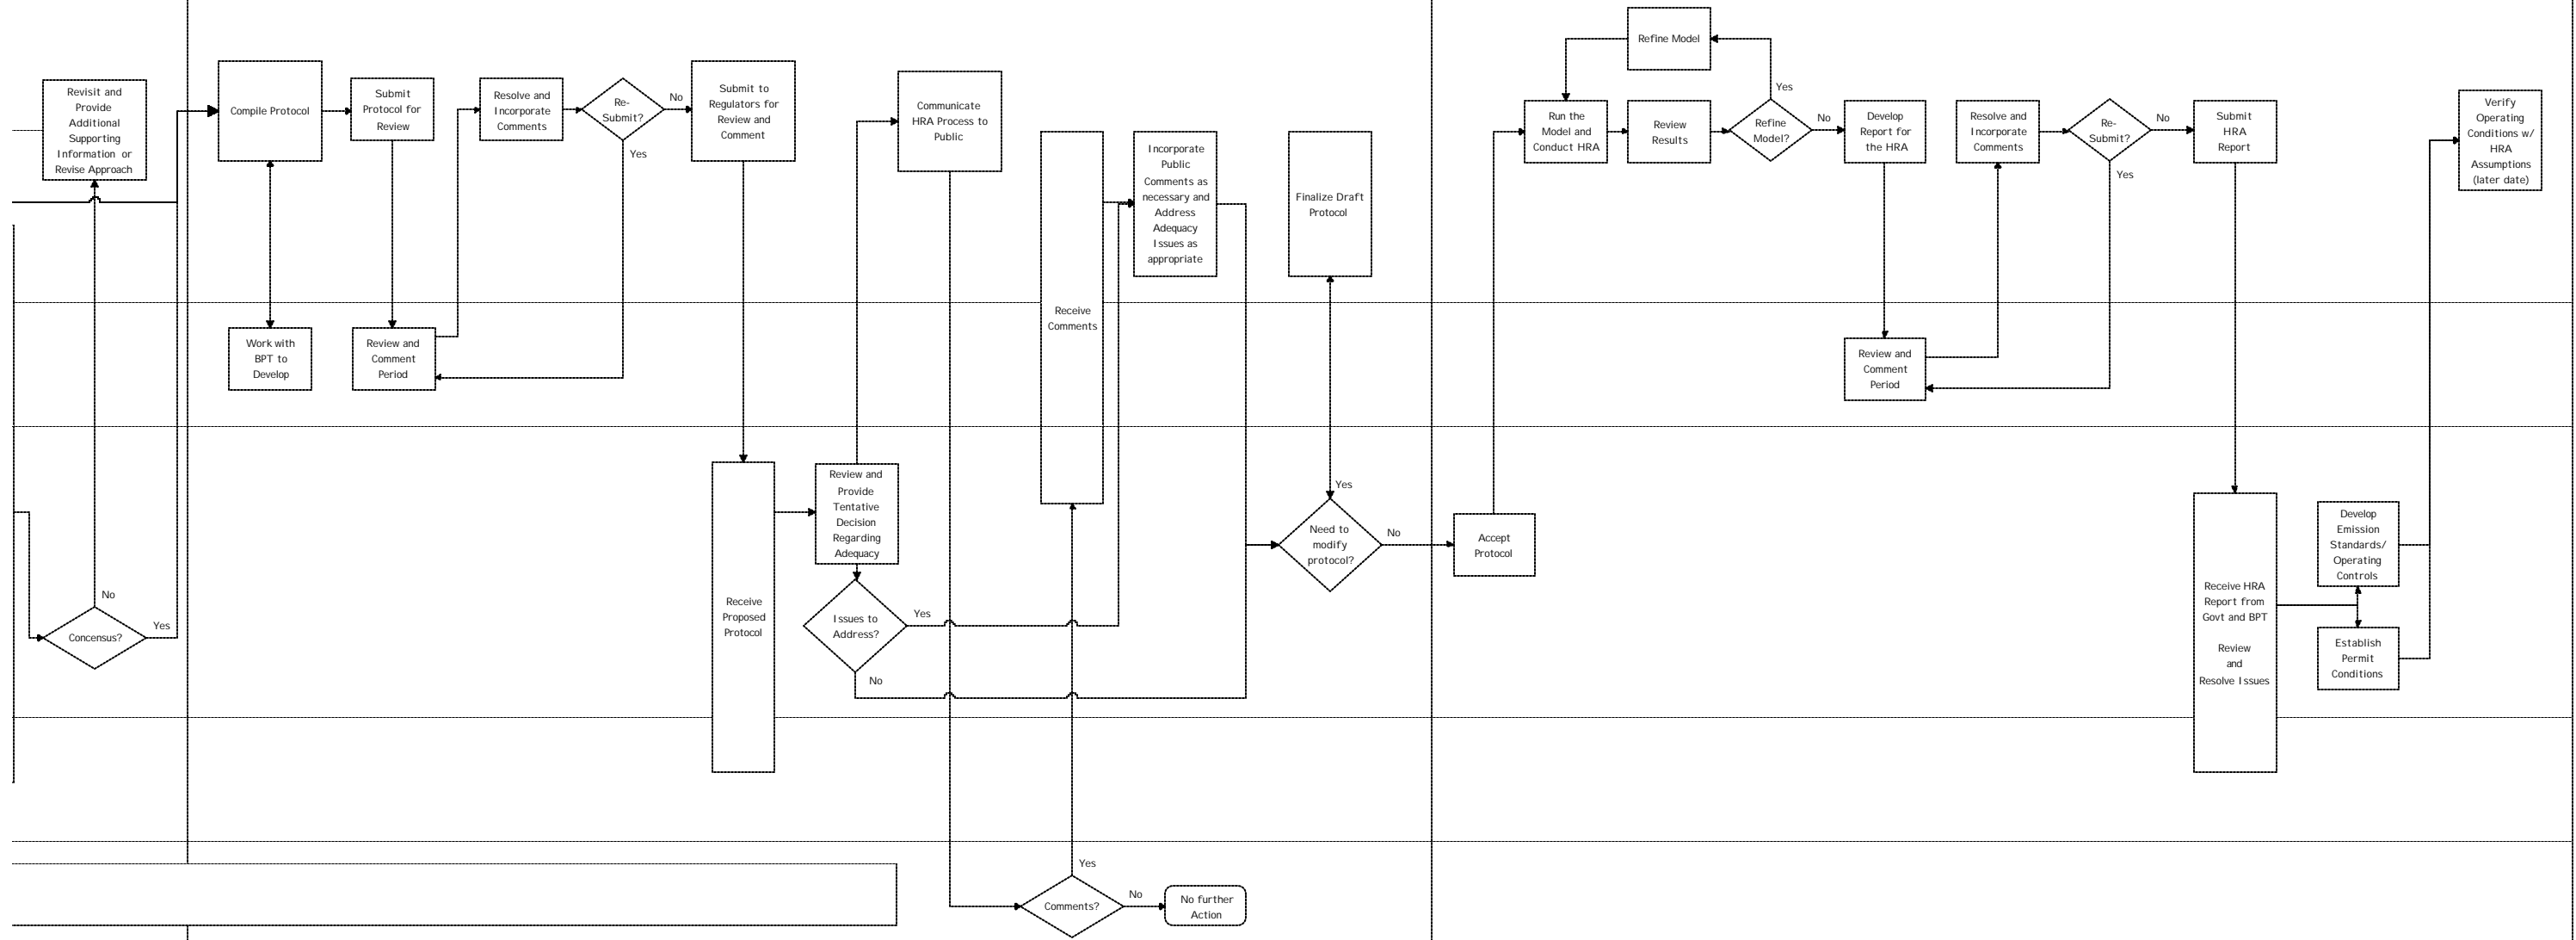 Revisit and
Provide
Additional
Supporting
Information or
Revise Approach
Concensus?
No
Yes
Compile Protocol
Work with
BPT to
Develop
Submit
Protocol for
Review
Review and
Comment
Period
Resolve and
Incorporate
Comments
Re-
Submit?
No
Yes
Submit to
Regulators for
Review and
Comment
Receive
Proposed
Protocol
Review and
Provide
Tentative
Decision
Regarding
Adequacy
Issues to
Address?
Yes
No
Communicate
HRA Process to
Public
Comments?
Yes
No
No further
Action
Receive
Comments
Incorporate
Public
Comments as
necessary and
Address
Adequacy
Issues as
appropriate
Finalize Draft
Protocol
Yes
Need to
modify
protocol?
No
Accept
Protocol
Run the
Model and
Conduct HRA
Refine Model
Review
Results
Refine
Model?
Yes
No
Develop
Report for
the HRA
Review and
Comment
Period
Resolve and
Incorporate
Comments
Re-
Submit?
No
Yes
Submit
HRA
Report
Receive HRA
Report from
Govt and BPT
Review
and
Resolve Issues
Develop
Emission
Standards/
Operating
Controls
Establish
Permit
Conditions
Verify
Operating
Conditions w/
HRA
Assumptions
(later date)